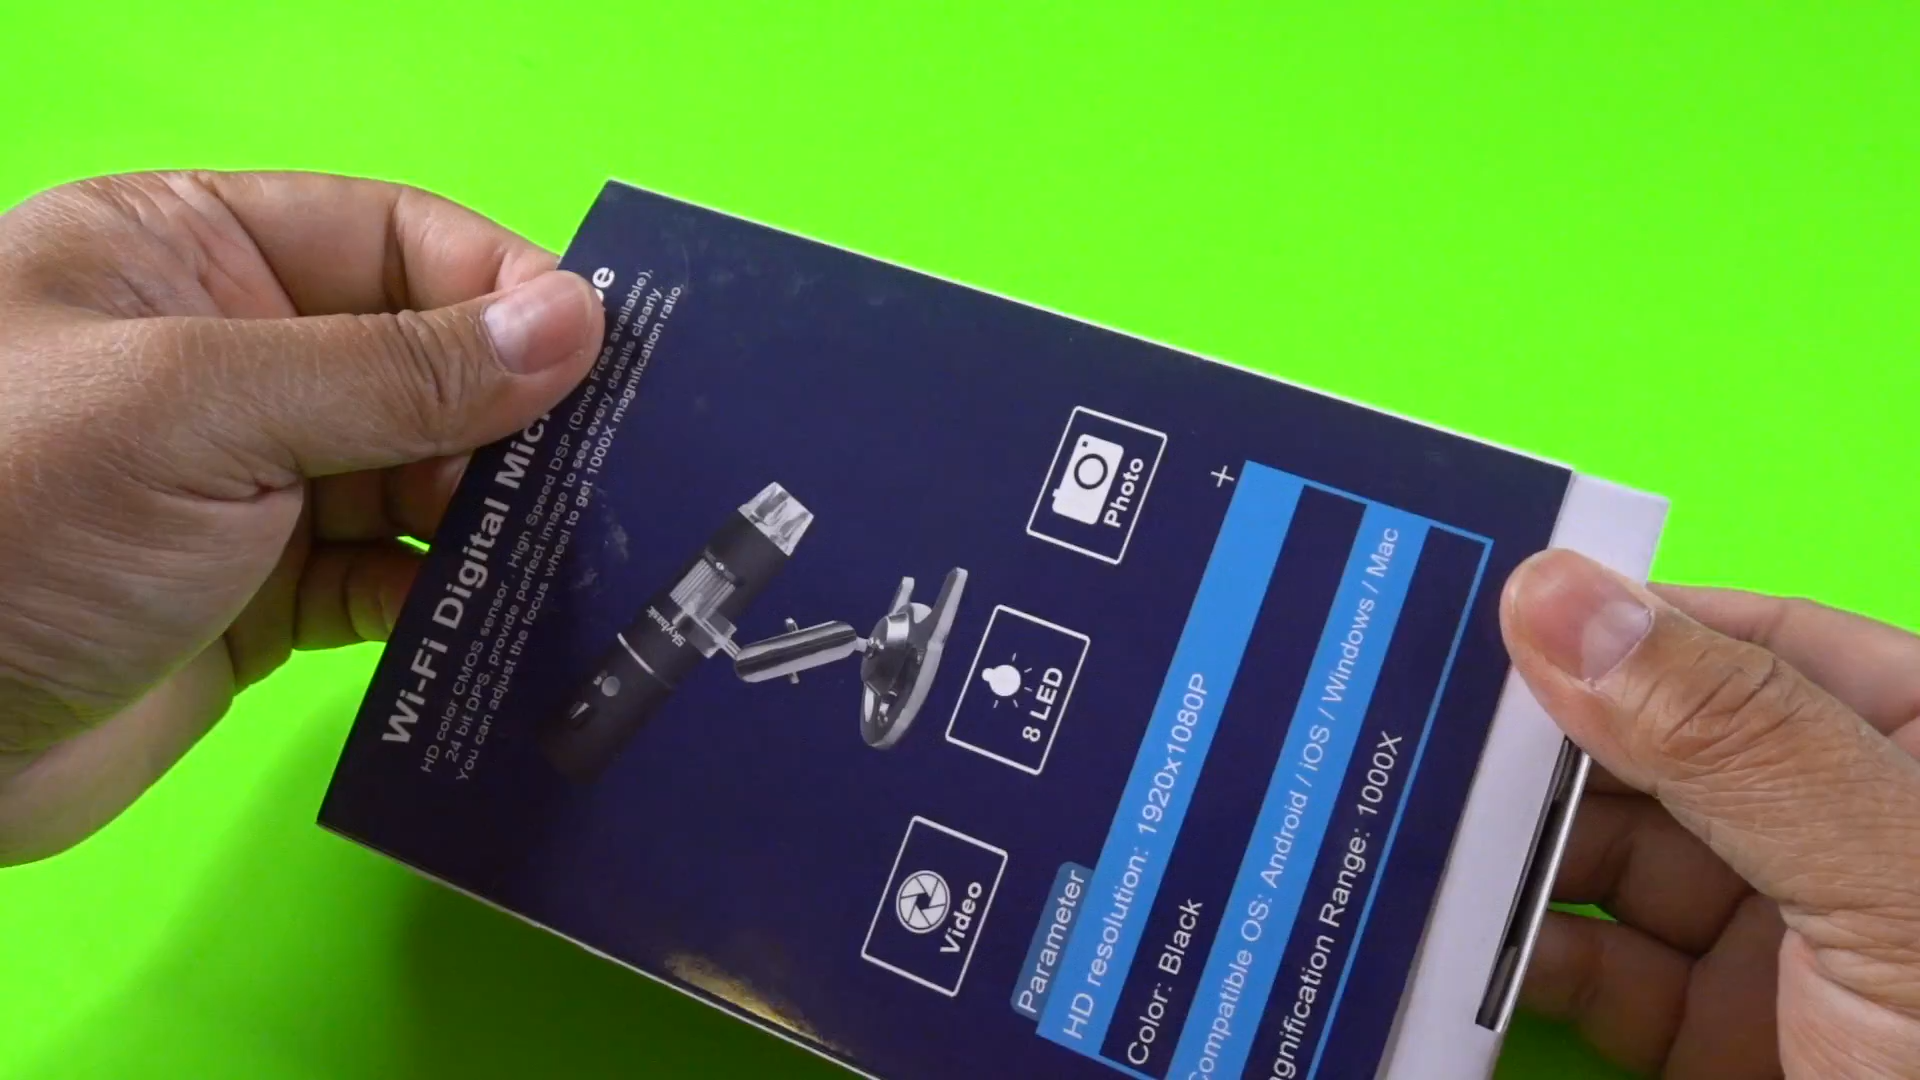 Wi-Fi Digital Mic
HD color CMOS sensor , High Speed DSP (Drive Free available),
24 bit DPS, provide perfect image to see every details clearly,
You can adjust the focus wheel to get 1000X magnification ratio.
Skybasic
Video
8 LED
Photo
Parameter
HD resolution: 1920x1080P
Color: Black
Compatible OS: Android / iOS / Windows / Mac
agnification Range: 1000X